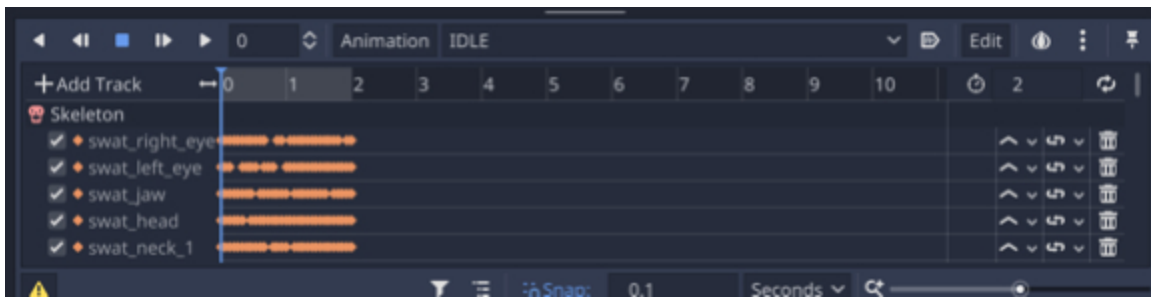 0 Animation IDLE Edit
Add Track 0 1 2 3 4 5 6 7 8 9 10 2
Skeleton
swat_right_eye
swat_left_eye
swat_jaw
swat_head
swat_neck_1
Snap: 0.1 Seconds